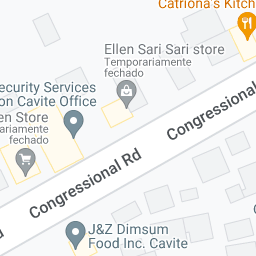 Catriona's Kitch
Ellen Sari Sari store
Temporariamente
fechado
ecurity Services
on Cavite Office
en Store
ariamente
fechado
Congressional
Congressional Rd
J&Z Dimsum
Food Inc. Cavite